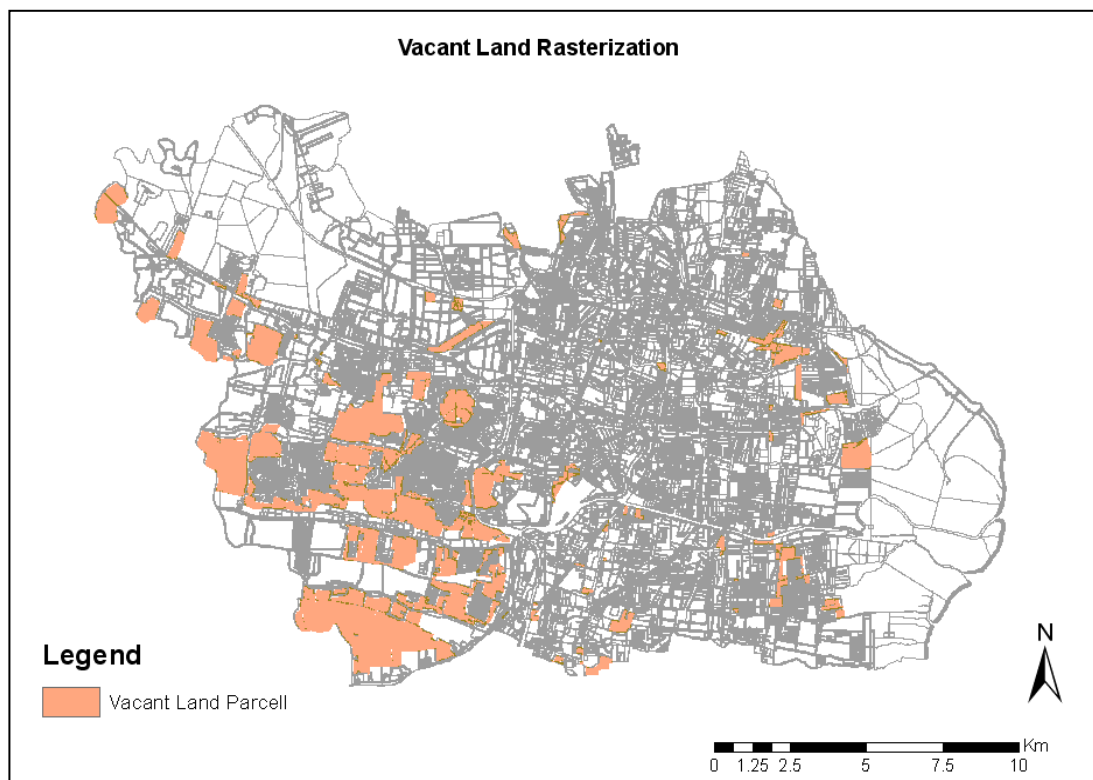 Vacant Land Rasterization
N
Legend
Vacant Land Parcell
Km
0 1.25 2.5 5 7.5 10